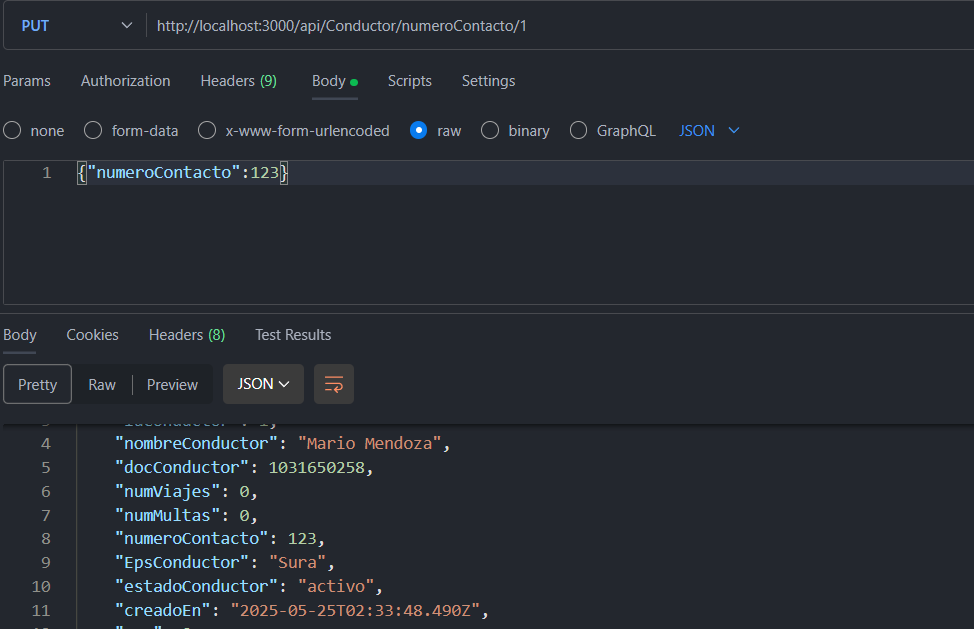 PUT http://localhost:3000/api/Conductor/numeroContacto/1
Params Authorization Headers (9) Body Scripts Settings
none form-data x-www-form-urlencoded raw binary GraphQL JSON
1 {"numeroContacto":123}
Body Cookies Headers (8) Test Results
Pretty Raw Preview JSON
4 "nombreConductor": "Mario Mendoza",
5 "docConductor": 1031650258,
6 "numViajes": 0,
7 "numMultas": 0,
8 "numeroContacto": 123,
9 "EpsConductor": "Sura",
10 "estadoConductor": "activo",
11 "creadoEn": "2025-05-25T02:33:48.490Z",